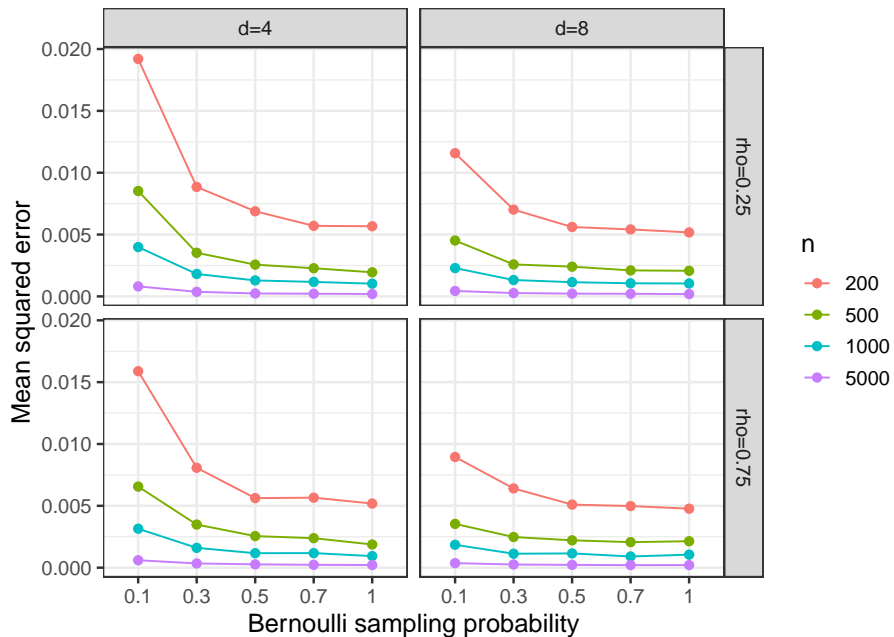 d=4
d=8
0.020
0.015
0.010
0.005
0.000
rho=0.25
0.020
0.015
0.010
0.005
0.000
rho=0.75
Mean squared error
0.1 0.3 0.5 0.7 1
0.1 0.3 0.5 0.7 1
Bernoulli sampling probability
n
200
500
1000
5000